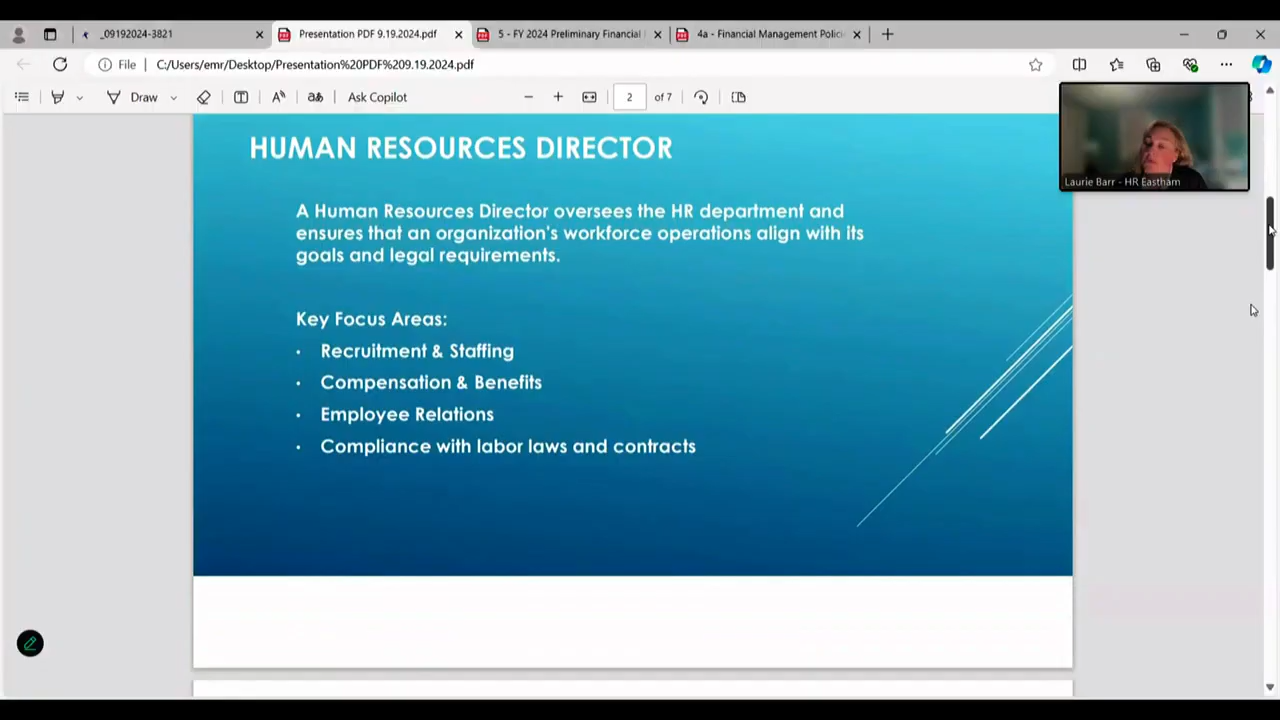 _09192024-3821
Presentation PDF 9.19.2024.pdf
5 - FY 2024 Preliminary Financial
4a - Financial Management Polici
File
C:/Users/emr/Desktop/Presentation%20PDF%209.19.2024.pdf
Draw
aあ
Ask Copilot
2 of 7
Laurie Barr - HR Eastham
HUMAN RESOURCES DIRECTOR
A Human Resources Director oversees the HR department and
ensures that an organization's workforce operations align with its
goals and legal requirements.
Key Focus Areas:
• Recruitment & Staffing
• Compensation & Benefits
• Employee Relations
• Compliance with labor laws and contracts